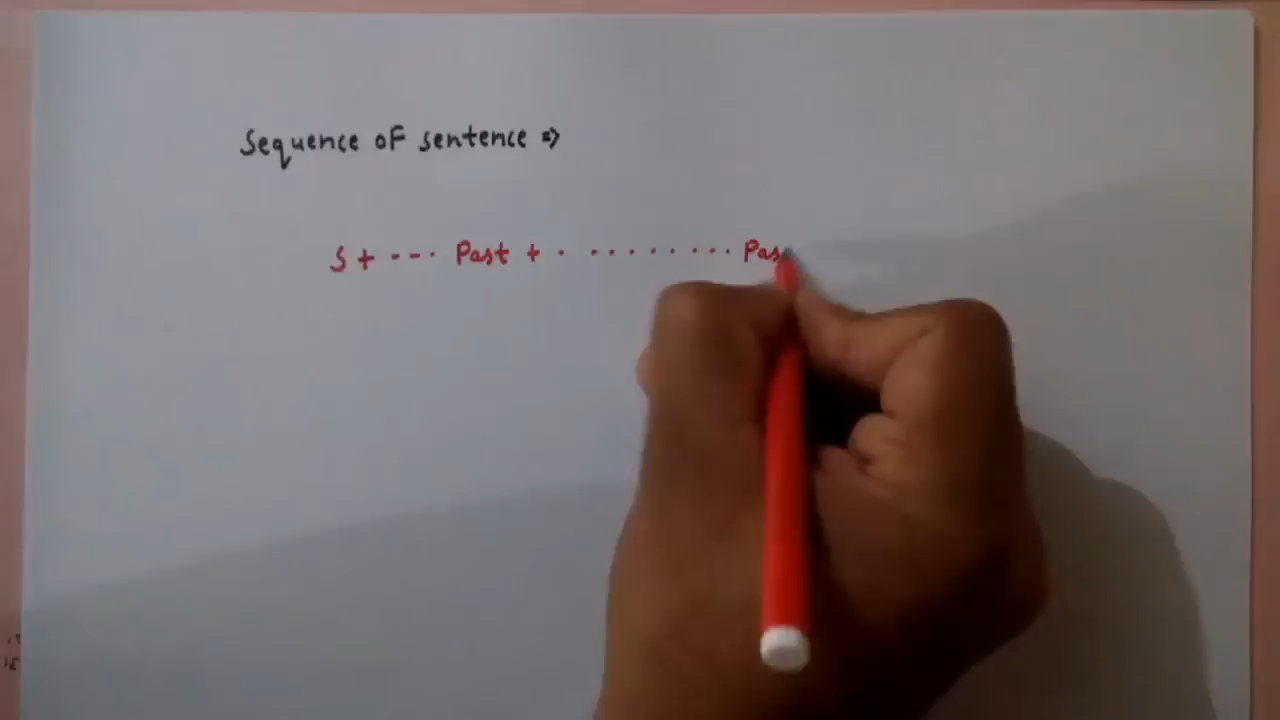 Sequence of sentence =>
S + --- Past + . ........ Pas